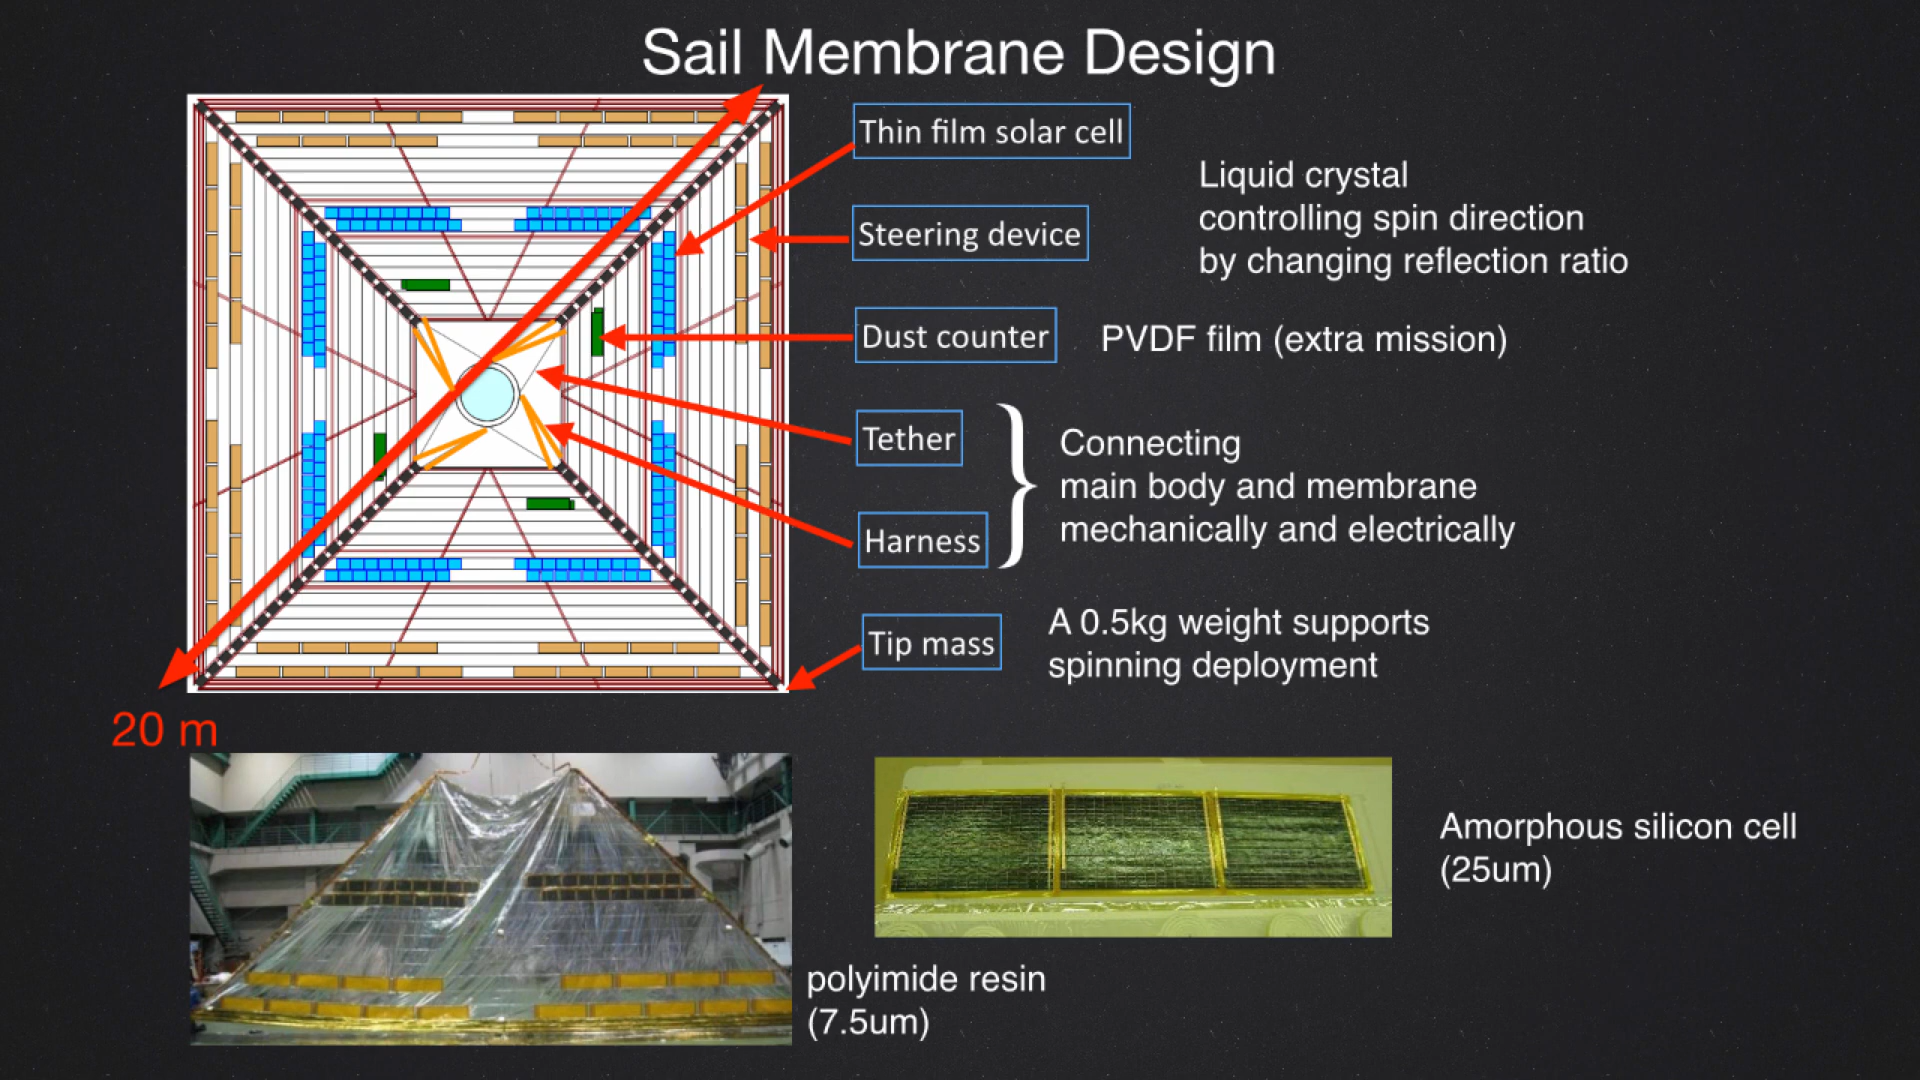 Sail Membrane Design
Thin film solar cell
Steering device
Liquid crystal
controlling spin direction
by changing reflection ratio
Dust counter
PVDF film (extra mission)
Tether
Harness
Connecting
main body and membrane
mechanically and electrically
Tip mass
A 0.5kg weight supports
spinning deployment
20 m
polyimide resin
(7.5um)
Amorphous silicon cell
(25um)